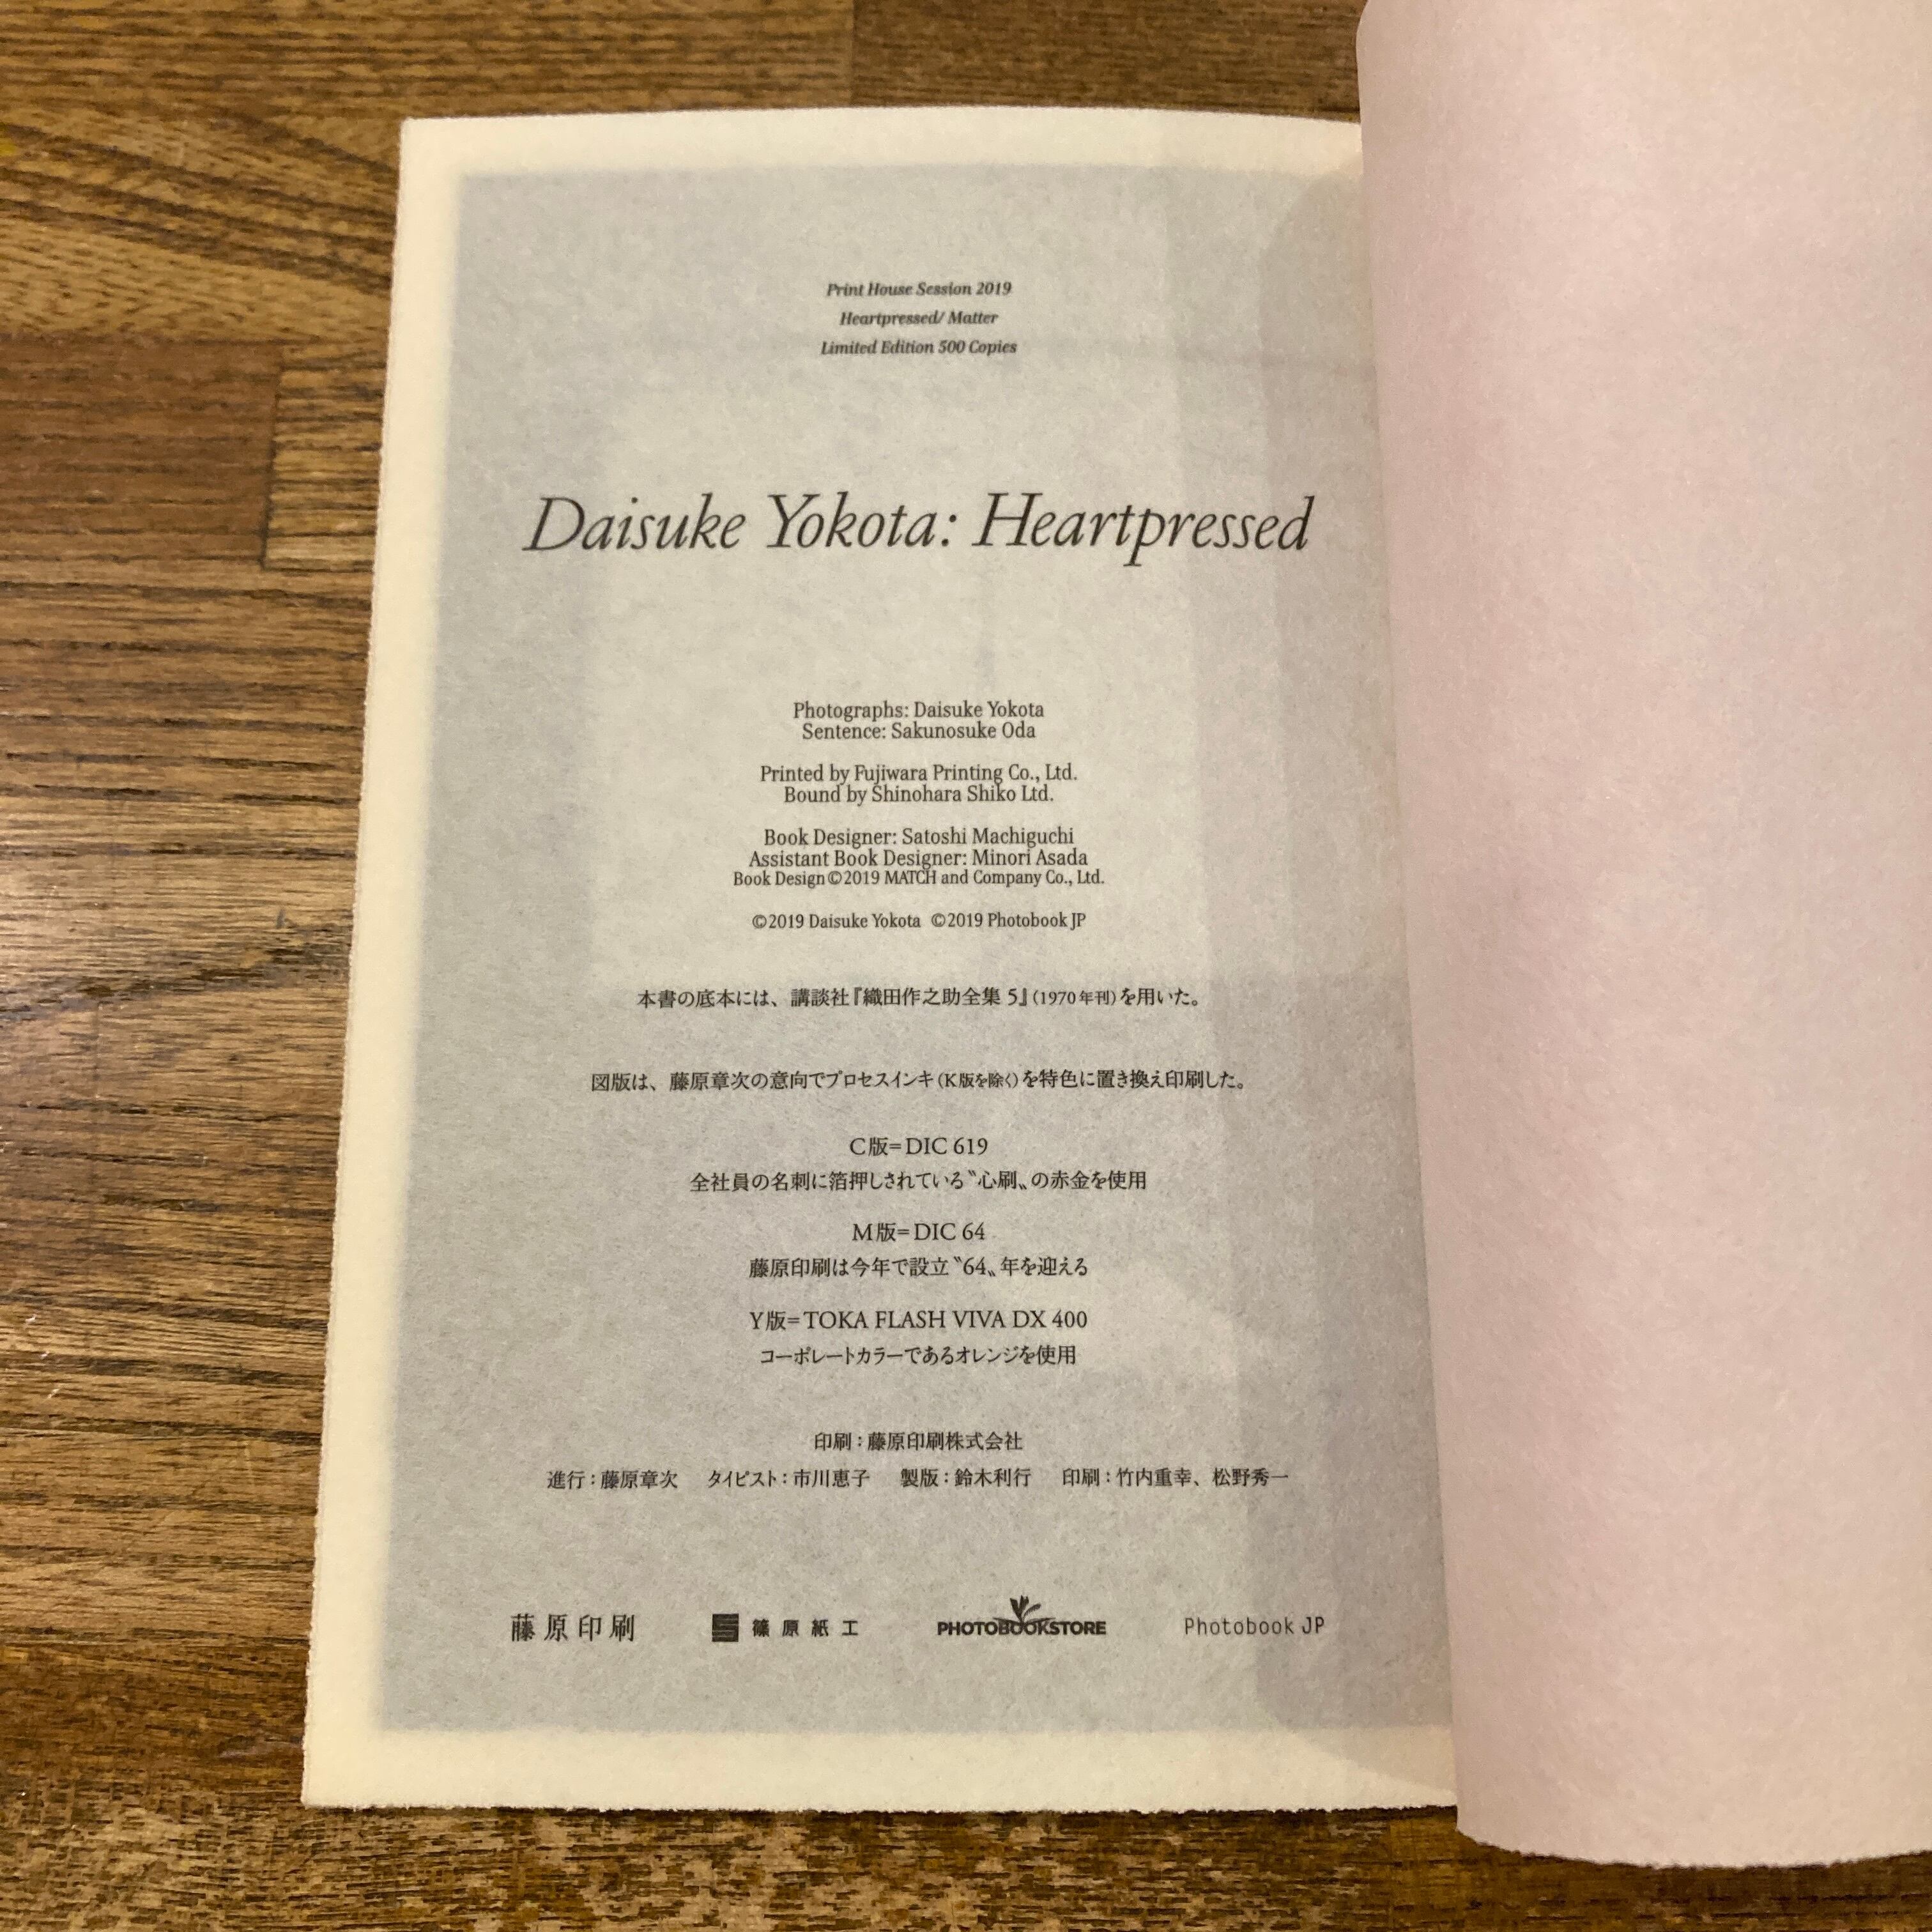 Print House Session 2019
Heartpressed/ Matter
Limited Edition 500 Copies
Daisuke Yokota: Heartpressed
Photographs: Daisuke Yokota
Sentence: Sakunosuke Oda
Printed by Fujiwara Printing Co., Ltd.
Bound by Shinohara Shiko Ltd.
Book Designer: Satoshi Machiguchi
Assistant Book Designer: Minori Asada
Book Design©2019 MATCH and Company Co., Ltd.
©2019 Daisuke Yokota ©2019 Photobook JP
本書の底本には、講談社『織田作之助全集 5』(1970年刊)を用いた。
図版は、藤原章次の意向でプロセスインキ(K版を除く)を特色に置き換え印刷した。
C版=DIC 619
全社員の名刺に箔押しされている〝心刷〟の赤金を使用
M版=DIC 64
藤原印刷は今年で設立〝64〟年を迎える
Y版=TOKA FLASH VIVA DX 400
コーポレートカラーであるオレンジを使用
印刷：藤原印刷株式会社
進行：藤原章次 タイピスト：市川恵子 製版：鈴木利行 印刷：竹内重幸、松野秀一
藤原印刷 篠原紙工 PHOTOBOOKSTORE Photobook JP